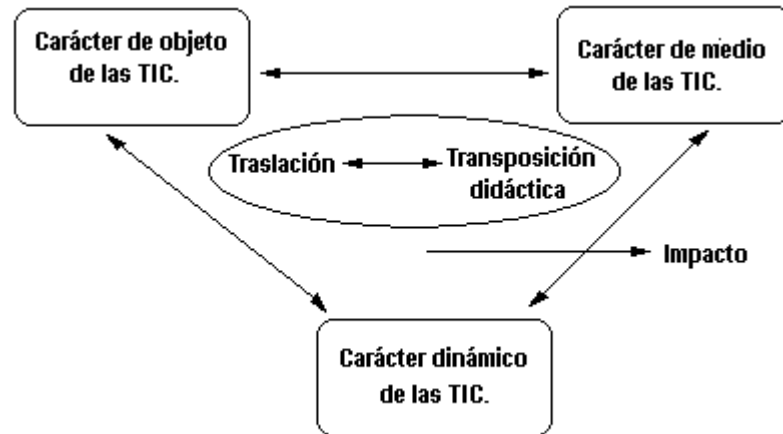 Carácter de objeto
de las TIC.
Carácter de medio
de las TIC.
Traslación
Transposición
didáctica
Impacto
Carácter dinámico
de las TIC.